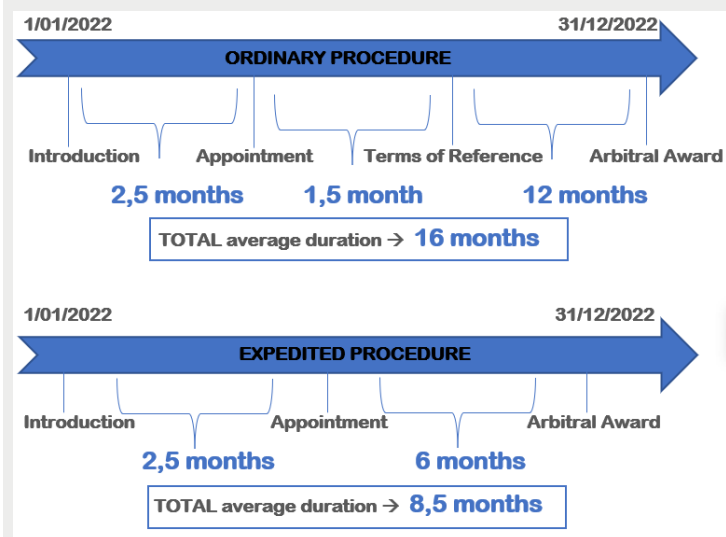 1/01/2022 31/12/2022
ORDINARY PROCEDURE
Introduction Appointment Terms of Reference Arbitral Award
2,5 months 1,5 month 12 months
TOTAL average duration → 16 months
1/01/2022 31/12/2022
EXPEDITED PROCEDURE
Introduction Appointment Arbitral Award
2,5 months 6 months
TOTAL average duration → 8,5 months